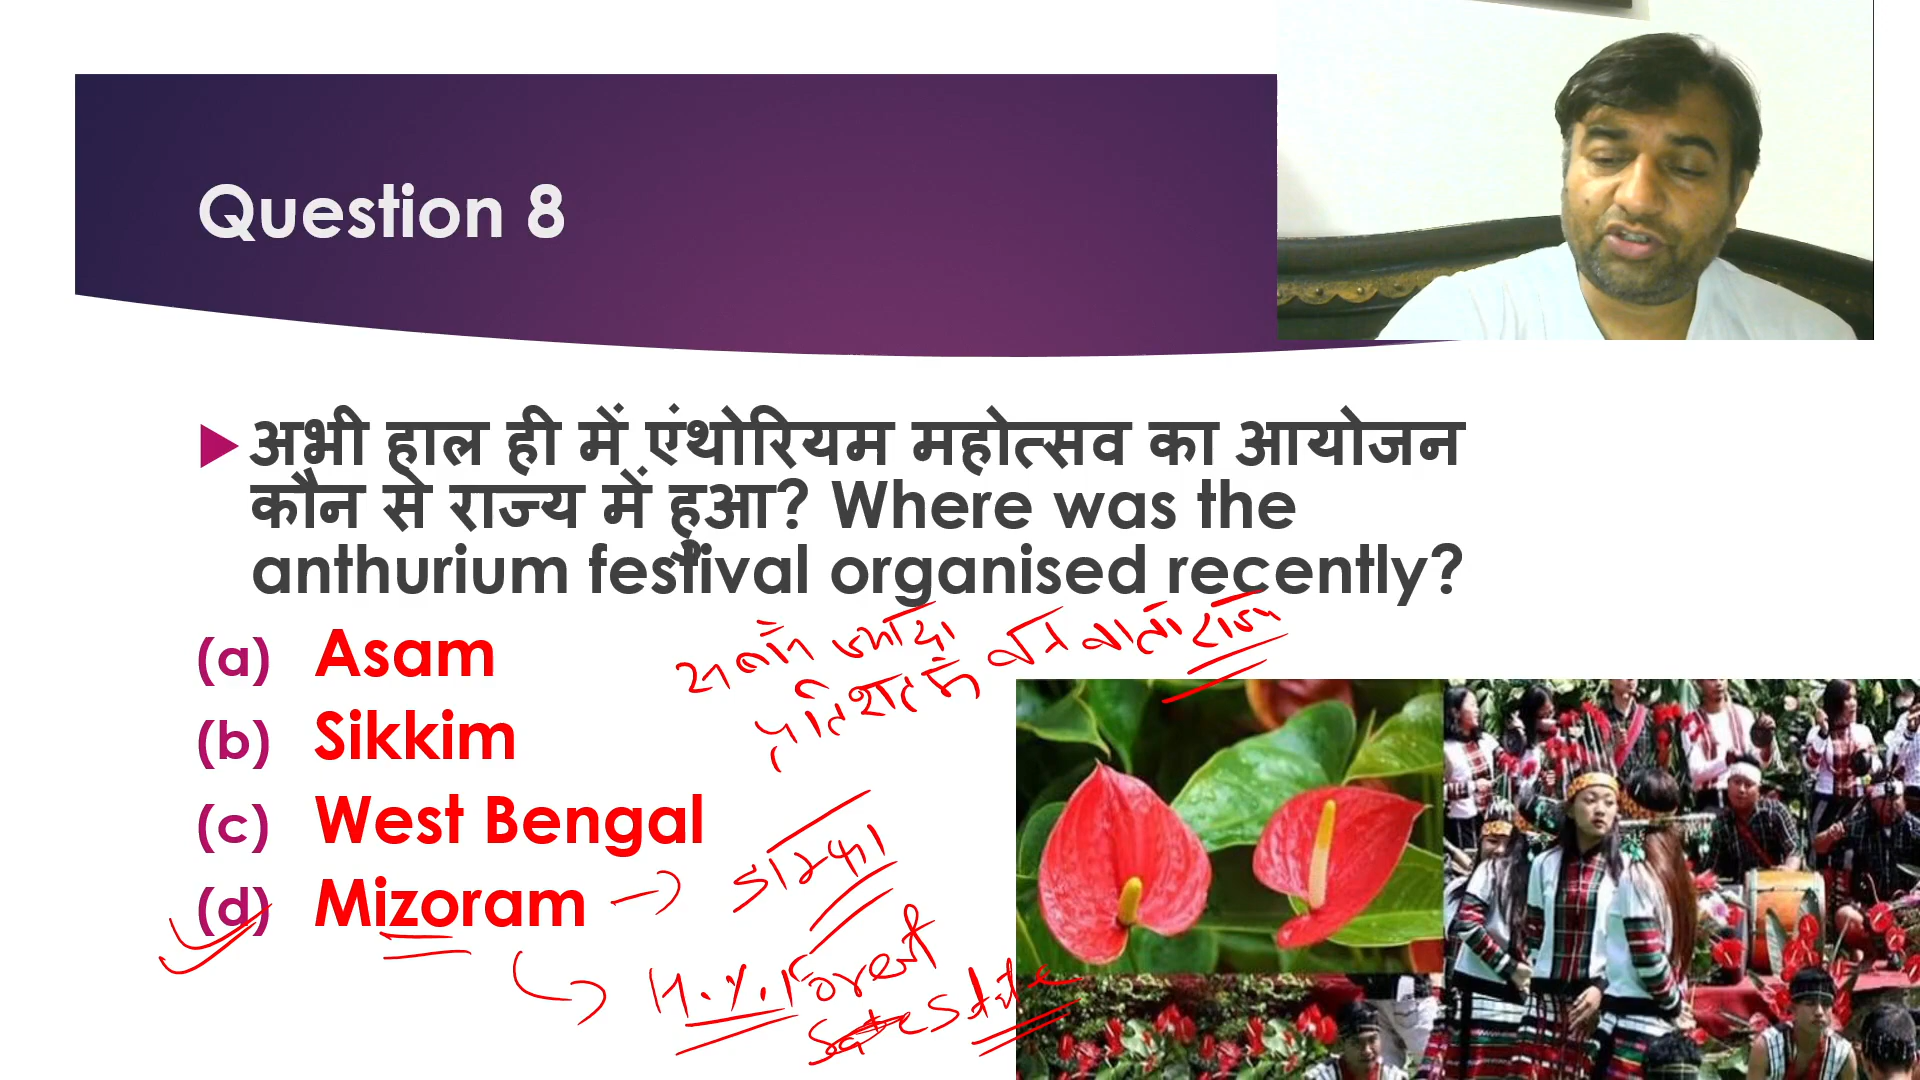 Question 8
अभी हाल ही में एंथोरियम महोत्सव का आयोजन
कौन से राज्य में हुआ? Where was the
anthurium festival organised recently?
(a) Asam
(b) Sikkim
(c) West Bengal
(d) Mizoram
सबसे ज्यादा
प्रतिशत में वन वाला राज्य
H.%. Forest
State